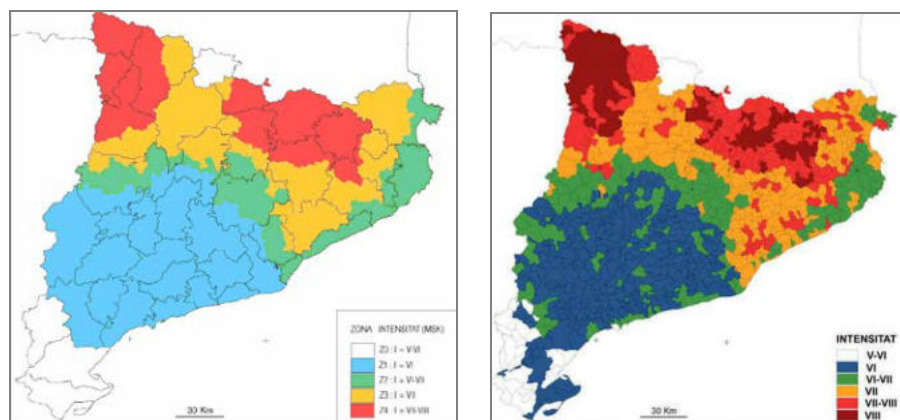 ZONA INTENSITAT (MSK)
Z0 : I = V-VI
Z1 : I = VI
Z2 : I = VI-VII
Z3 : I = VII
Z4 : I = VII-VIII
30 Km
INTENSITAT
V-VI
VI
VI-VII
VII
VII-VIII
VIII
30 Km